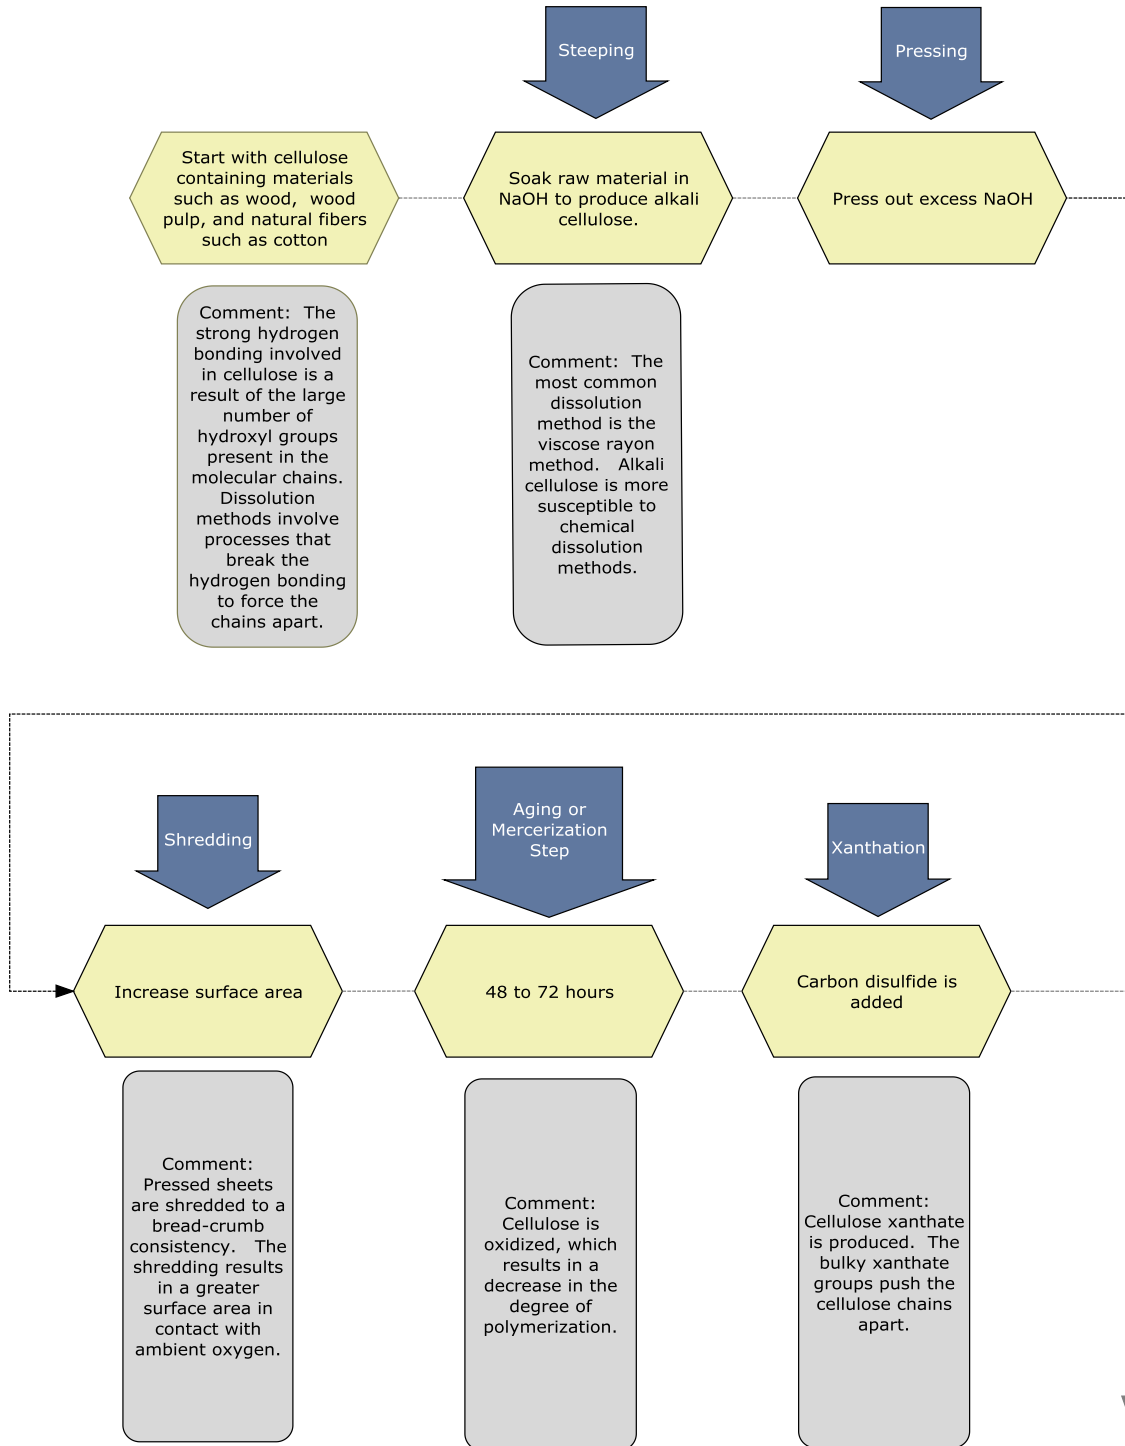 Steeping
Pressing
Start with cellulose
containing materials
such as wood,  wood
pulp, and natural fibers
such as cotton
Soak raw material in
NaOH to produce alkali
cellulose.
Press out excess NaOH
Comment:  The
strong hydrogen
bonding involved
in cellulose is a
result of the large
number of
hydroxyl groups
present in the
molecular chains.
Dissolution
methods involve
processes that
break the
hydrogen bonding
to force the
chains apart.
Comment:  The
most common
dissolution
method is the
viscose rayon
method.   Alkali
cellulose is more
susceptible to
chemical
dissolution
methods.
Shredding
Aging or
Mercerization
Step
Xanthation
Increase surface area
48 to 72 hours
Carbon disulfide is
added
Comment:
Pressed sheets
are shredded to a
bread-crumb
consistency.   The
shredding results
in a greater
surface area in
contact with
ambient oxygen.
Comment:
Cellulose is
oxidized, which
results in a
decrease in the
degree of
polymerization.
Comment:
Cellulose xanthate
is produced.  The
bulky xanthate
groups push the
cellulose chains
apart.